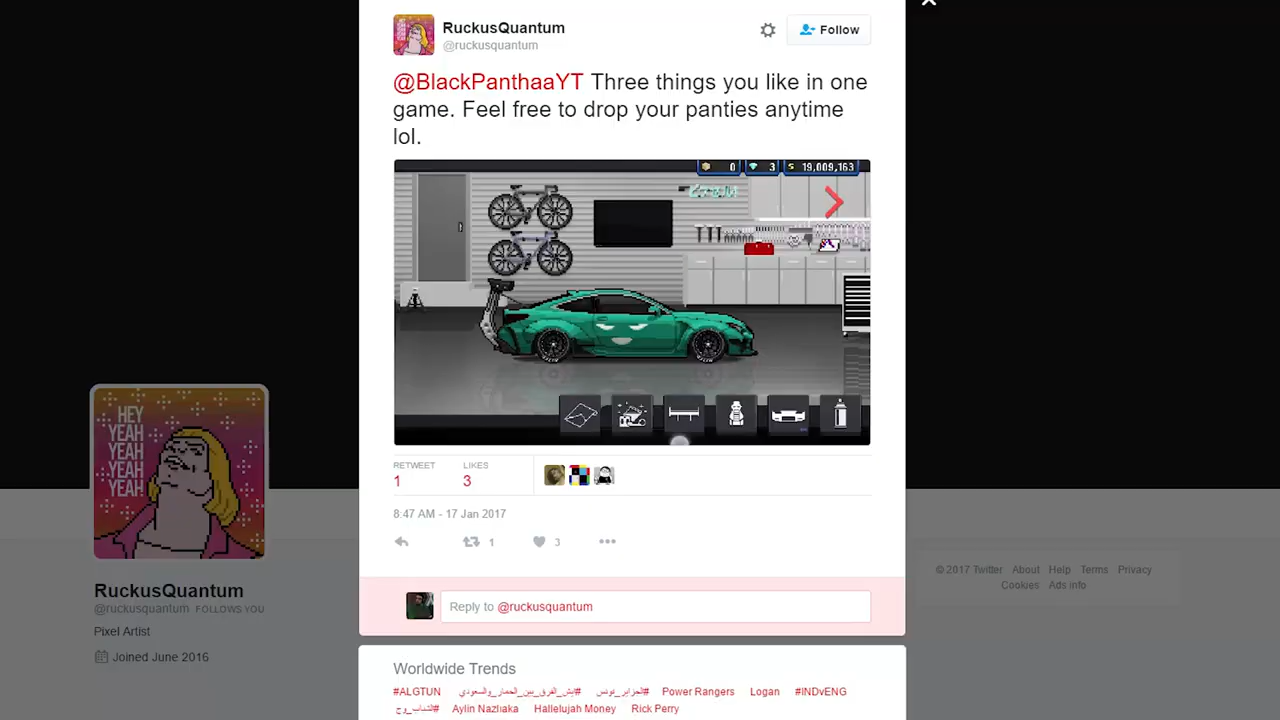 RuckusQuantum
@ruckusquantum
Follow
@BlackPanthaaYT Three things you like in one
game. Feel free to drop your panties anytime
lol.
0 3 19,009,163
RETWEET LIKES
1 3
8:47 AM - 17 Jan 2017
1 3
Reply to @ruckusquantum
HEY
YEAH
YEAH
YEAH
YEAH!
RuckusQuantum
@ruckusquantum FOLLOWS YOU
Pixel Artist
Joined June 2016
© 2017 Twitter About Help Terms Privacy
Cookies Ads info
Worldwide Trends
#ALGTUN #ايش_الفرق_بين_الحمار_والسعودي #الجزاير_تونس Power Rangers Logan #INDvENG
Aylin Nazlıaka Hallelujah Money Rick Perry